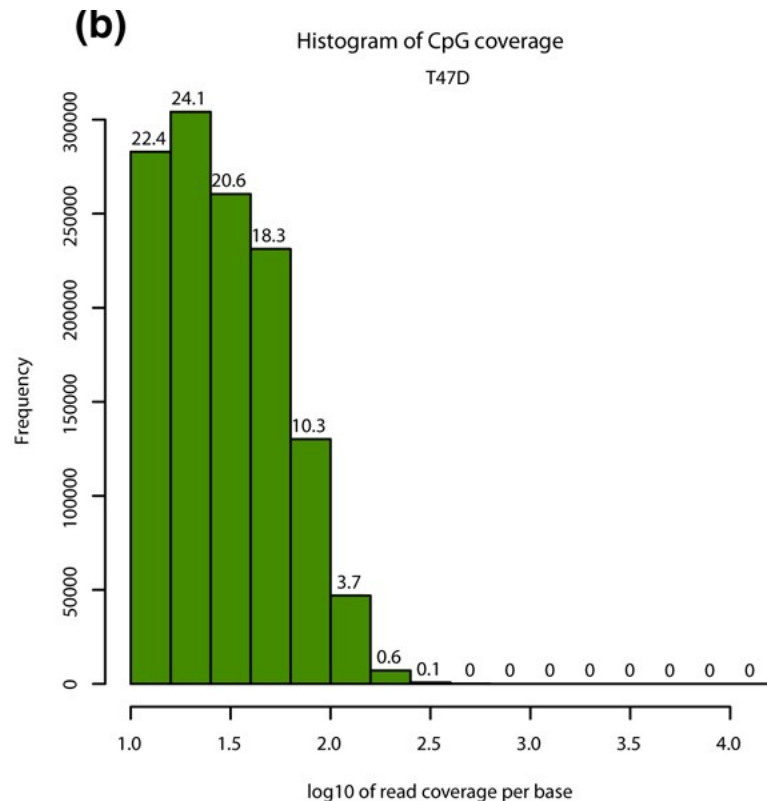 (b)
Histogram of CpG coverage
T47D
22.4
24.1
20.6
18.3
10.3
3.7
0.6
0.1
0 0 0 0 0 0 0 0
Frequency
300000
250000
200000
150000
100000
50000
0
1.0 1.5 2.0 2.5 3.0 3.5 4.0
log10 of read coverage per base